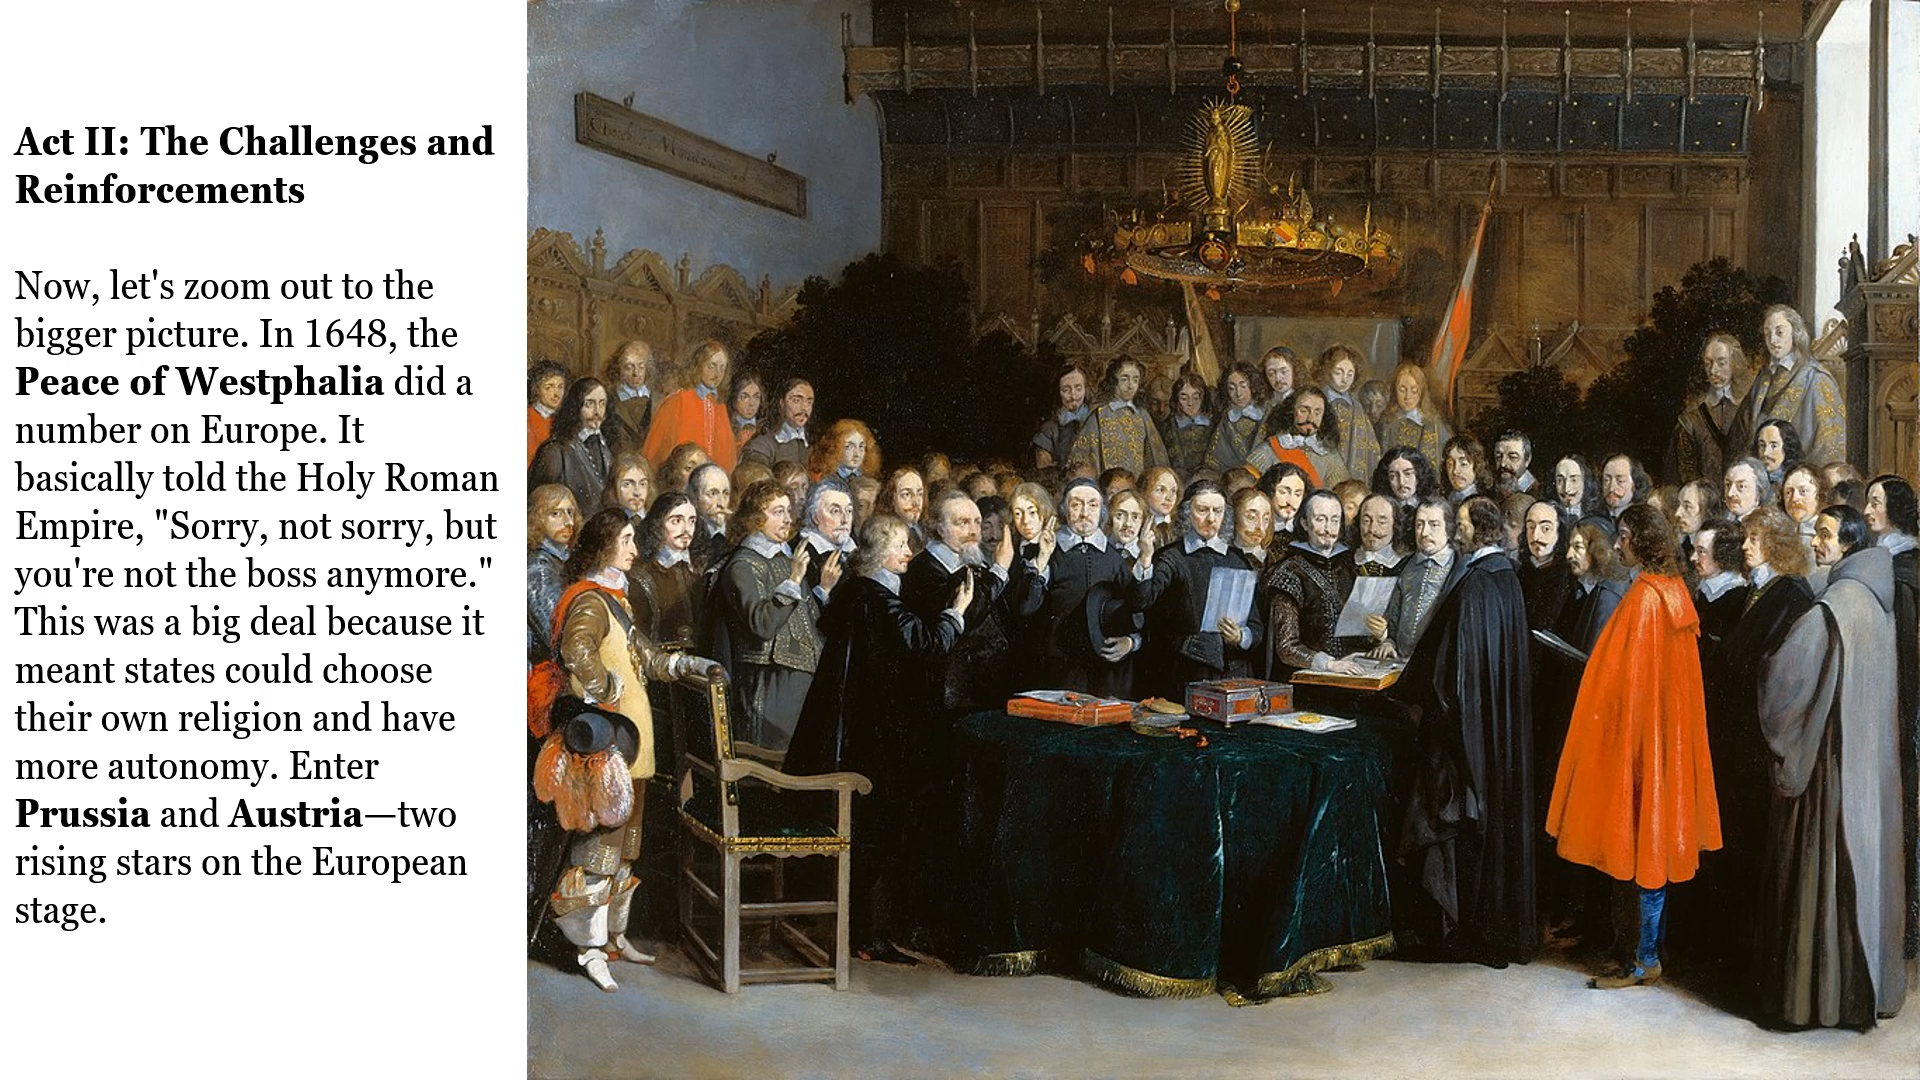 Act II: The Challenges and
Reinforcements
Now, let's zoom out to the
bigger picture. In 1648, the
Peace of Westphalia did a
number on Europe. It
basically told the Holy Roman
Empire, "Sorry, not sorry, but
you're not the boss anymore."
This was a big deal because it
meant states could choose
their own religion and have
more autonomy. Enter
Prussia and Austria—two
rising stars on the European
stage.